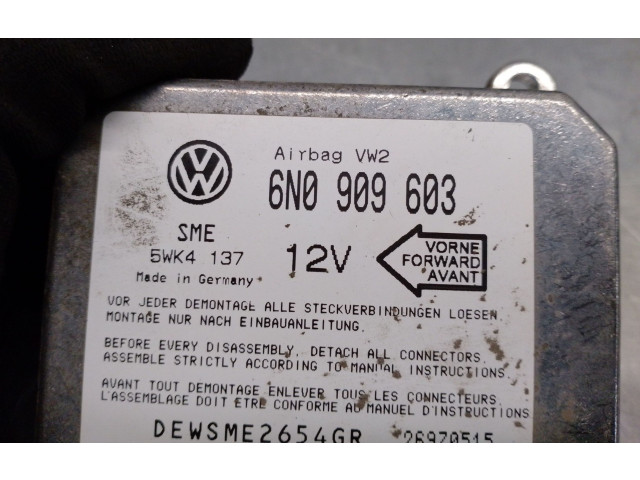 VW
Airbag VW2
6N0 909 603
SME
5WK4 137
12V
VORNE
FORWARD
AVANT
Made in Germany
VOR JEDER DEMONTAGE ALLE STECKVERBINDUNGEN LOESEN.
MONTAGE NUR NACH EINBAUANLEITUNG.
BEFORE EVERY DISASSEMBLY, DETACH ALL CONNECTORS.
ASSEMBLE STRICTLY ACCORDING TO MANUAL INSTRUCTIONS.
AVANT TOUT DEMONTAGE ENLEVER TOUS LES CONNECTEURS.
L'ASSEMBLAGE DOIT ETRE CONFORME AU MANUEL D'INSTRUCTIONS
DEWSME2654GR 26970515